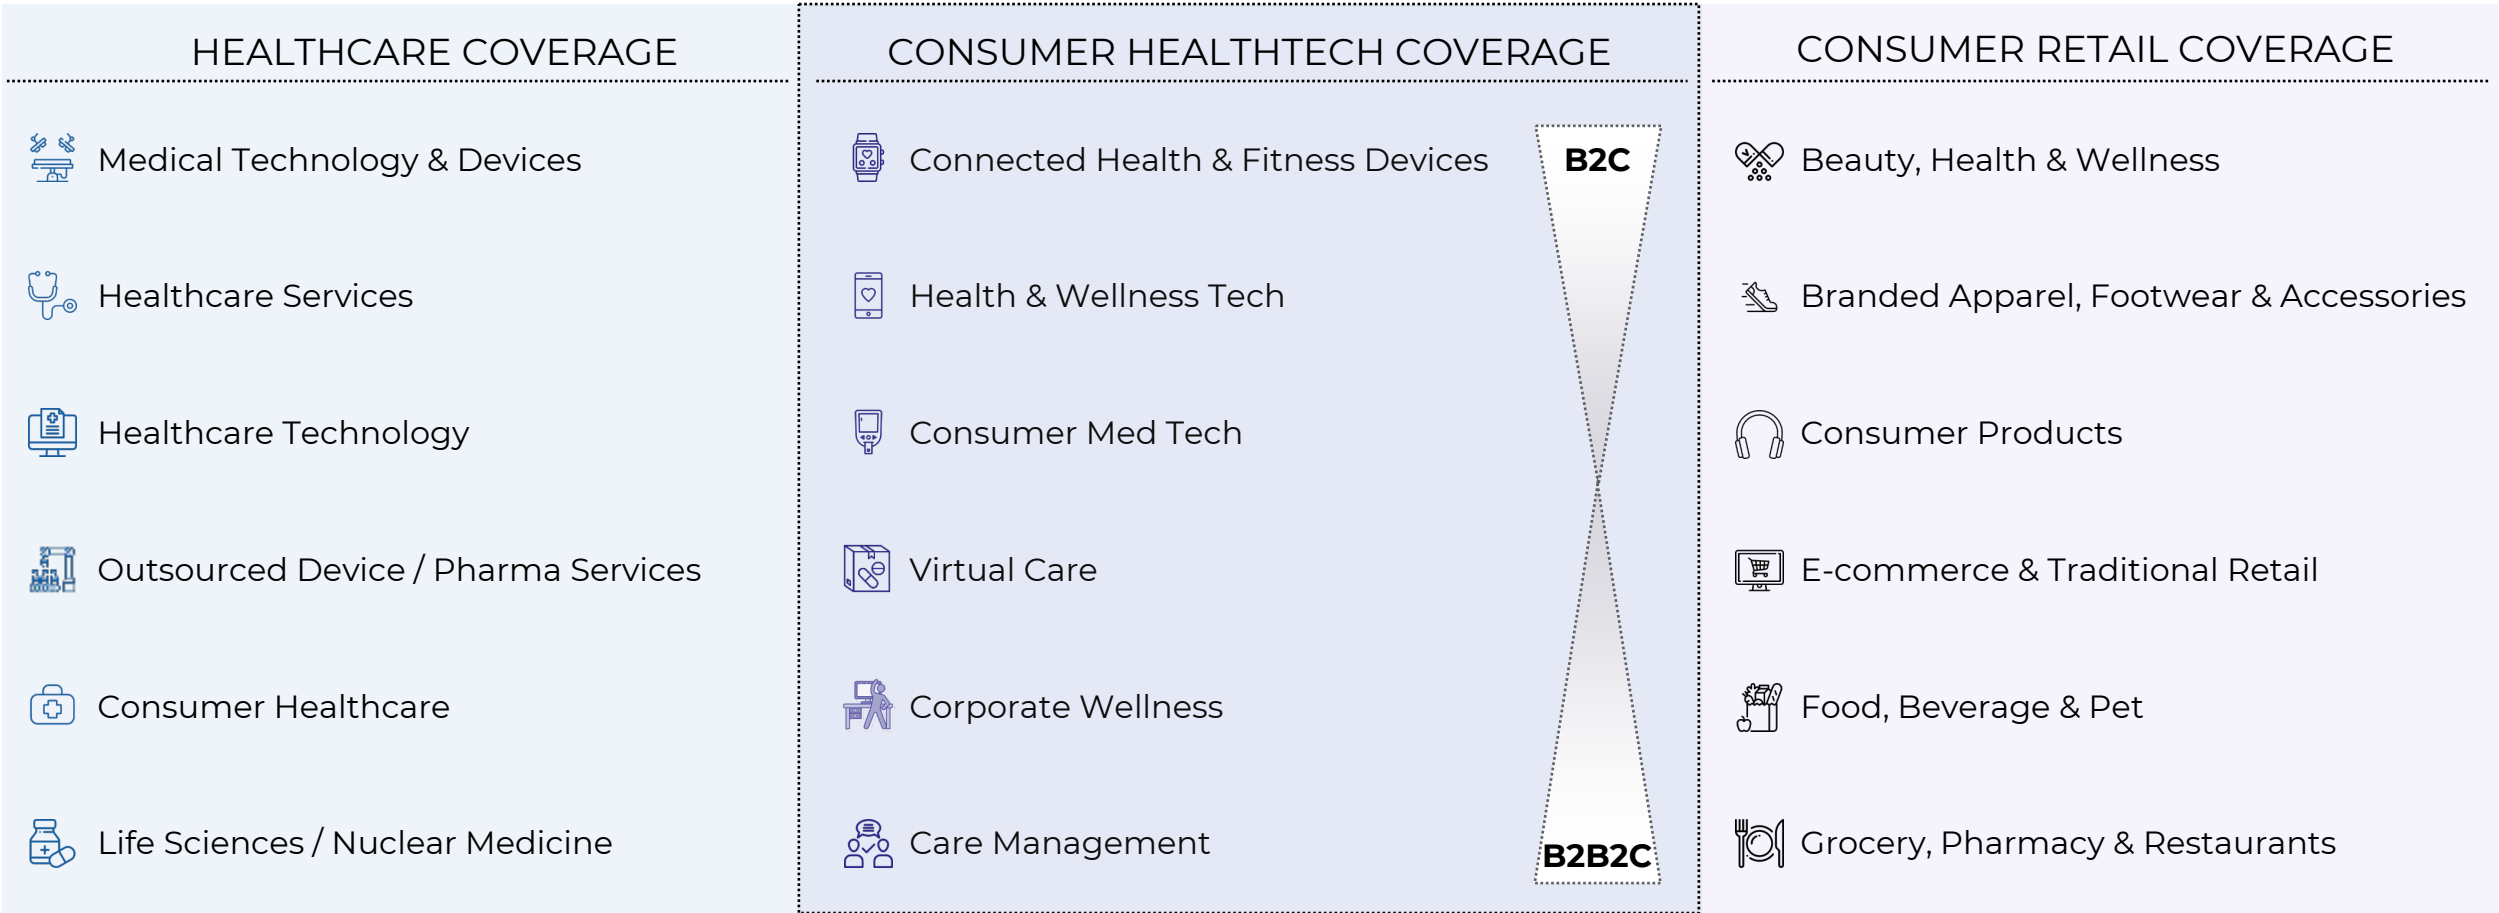 HEALTHCARE COVERAGE
Medical Technology & Devices
Healthcare Services
Healthcare Technology
Outsourced Device / Pharma Services
Consumer Healthcare
Life Sciences / Nuclear Medicine
CONSUMER HEALTHTECH COVERAGE
Connected Health & Fitness Devices
Health & Wellness Tech
Consumer Med Tech
Virtual Care
Corporate Wellness
Care Management
B2C
B2B2C
CONSUMER RETAIL COVERAGE
Beauty, Health & Wellness
Branded Apparel, Footwear & Accessories
Consumer Products
E-commerce & Traditional Retail
Food, Beverage & Pet
Grocery, Pharmacy & Restaurants